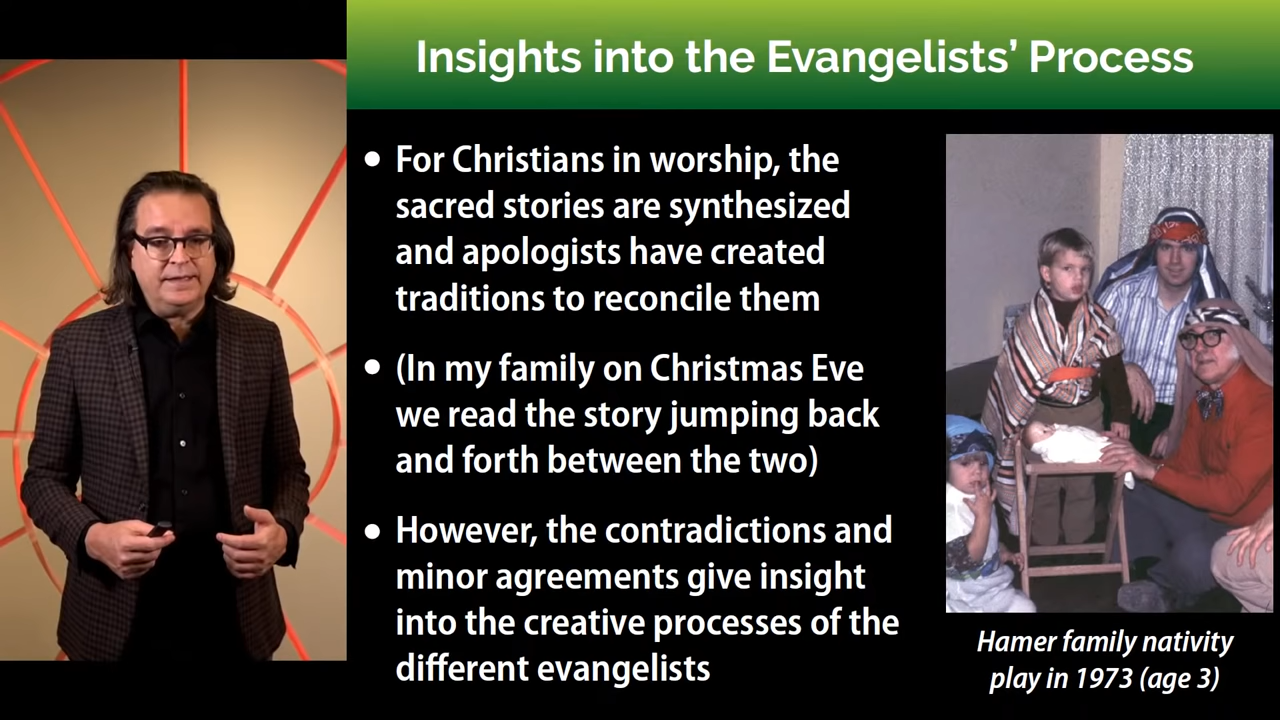 Insights into the Evangelists’ Process
• For Christians in worship, the
sacred stories are synthesized
and apologists have created
traditions to reconcile them
• (In my family on Christmas Eve
we read the story jumping back
and forth between the two)
• However, the contradictions and
minor agreements give insight
into the creative processes of the
different evangelists
Hamer family nativity
play in 1973 (age 3)